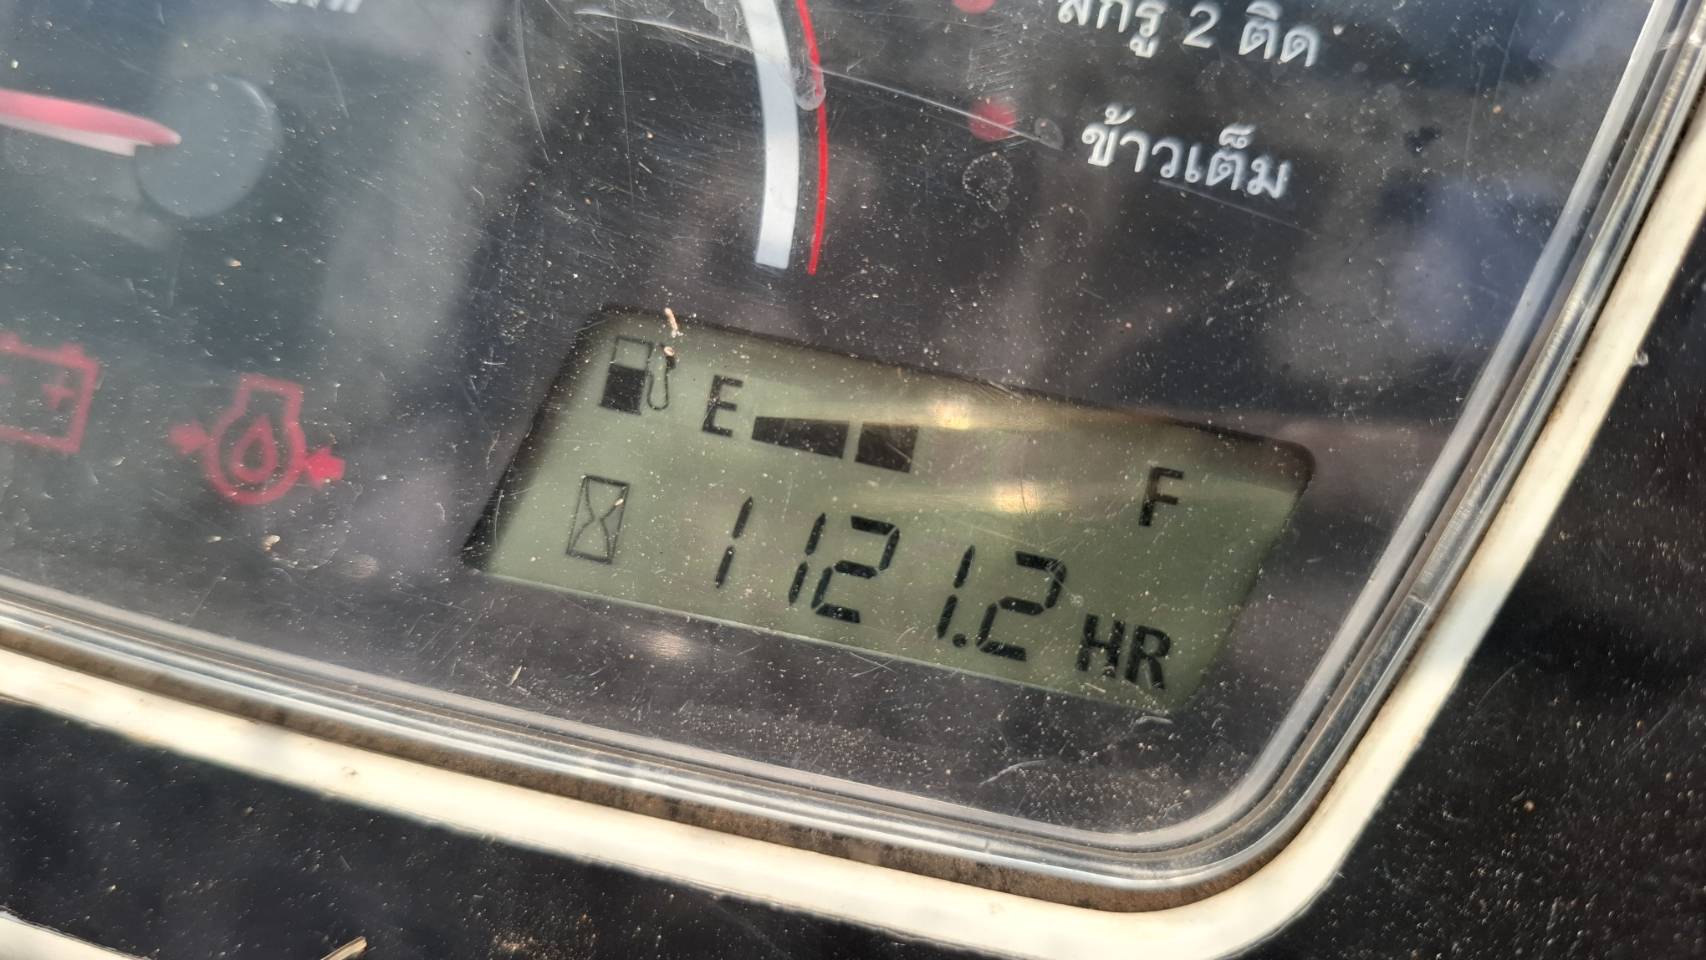 สกรู 2 ติด
ข้าวเต็ม
E F
1121.2 HR